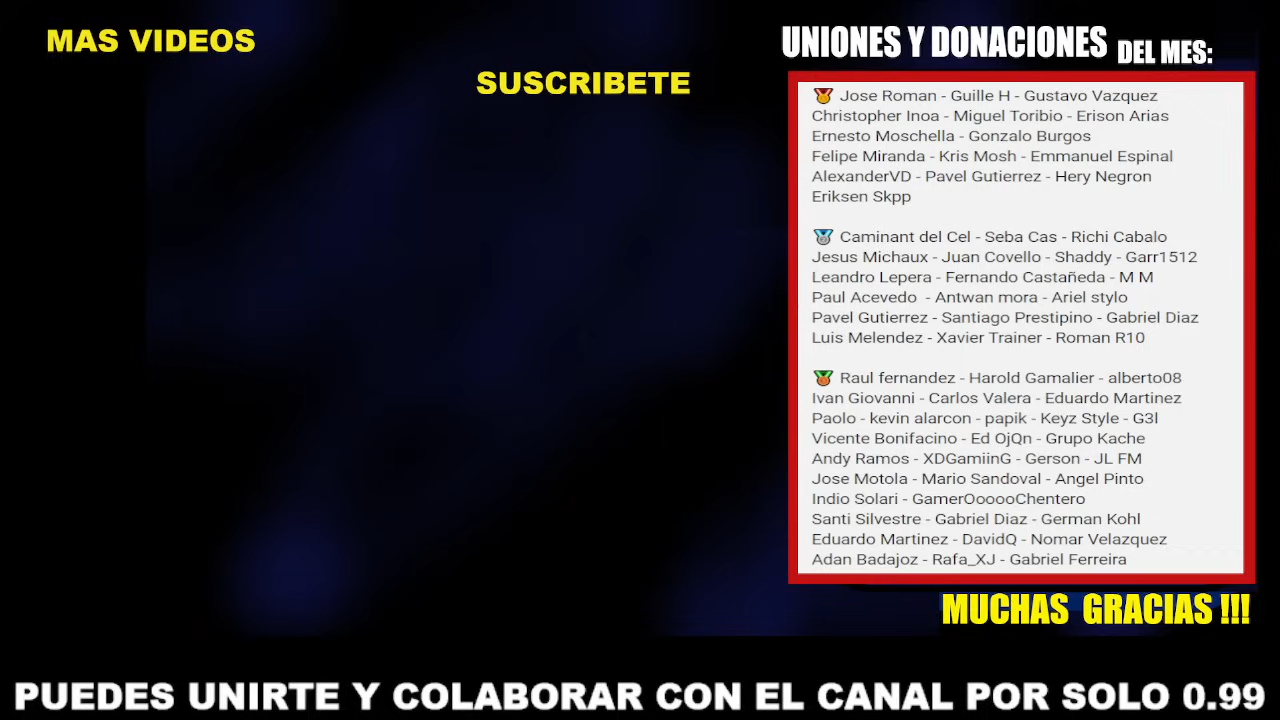 MAS VIDEOS
SUSCRIBETE
UNIONES Y DONACIONES DEL MES:
Jose Roman - Guille H - Gustavo Vazquez
Christopher Inoa - Miguel Toribio - Erison Arias
Ernesto Moschella - Gonzalo Burgos
Felipe Miranda - Kris Mosh - Emmanuel Espinal
AlexanderVD - Pavel Gutierrez - Hery Negron
Eriksen Skpp
Caminant del Cel - Seba Cas - Richi Cabalo
Jesus Michaux - Juan Covello - Shaddy - Garr1512
Leandro Lepera - Fernando Castañeda - M M
Paul Acevedo  - Antwan mora - Ariel stylo
Pavel Gutierrez - Santiago Prestipino - Gabriel Diaz
Luis Melendez - Xavier Trainer - Roman R10
Raul fernandez - Harold Gamalier - alberto08
Ivan Giovanni - Carlos Valera - Eduardo Martinez
Paolo - kevin alarcon - papik - Keyz Style - G3l
Vicente Bonifacino - Ed OjQn - Grupo Kache
Andy Ramos - XDGamiinG - Gerson - JL FM
Jose Motola - Mario Sandoval - Angel Pinto
Indio Solari - GamerOooooChentero
Santi Silvestre - Gabriel Diaz - German Kohl
Eduardo Martinez - DavidQ - Nomar Velazquez
Adan Badajoz - Rafa_XJ - Gabriel Ferreira
MUCHAS GRACIAS !!!
PUEDES UNIRTE Y COLABORAR CON EL CANAL POR SOLO 0.99